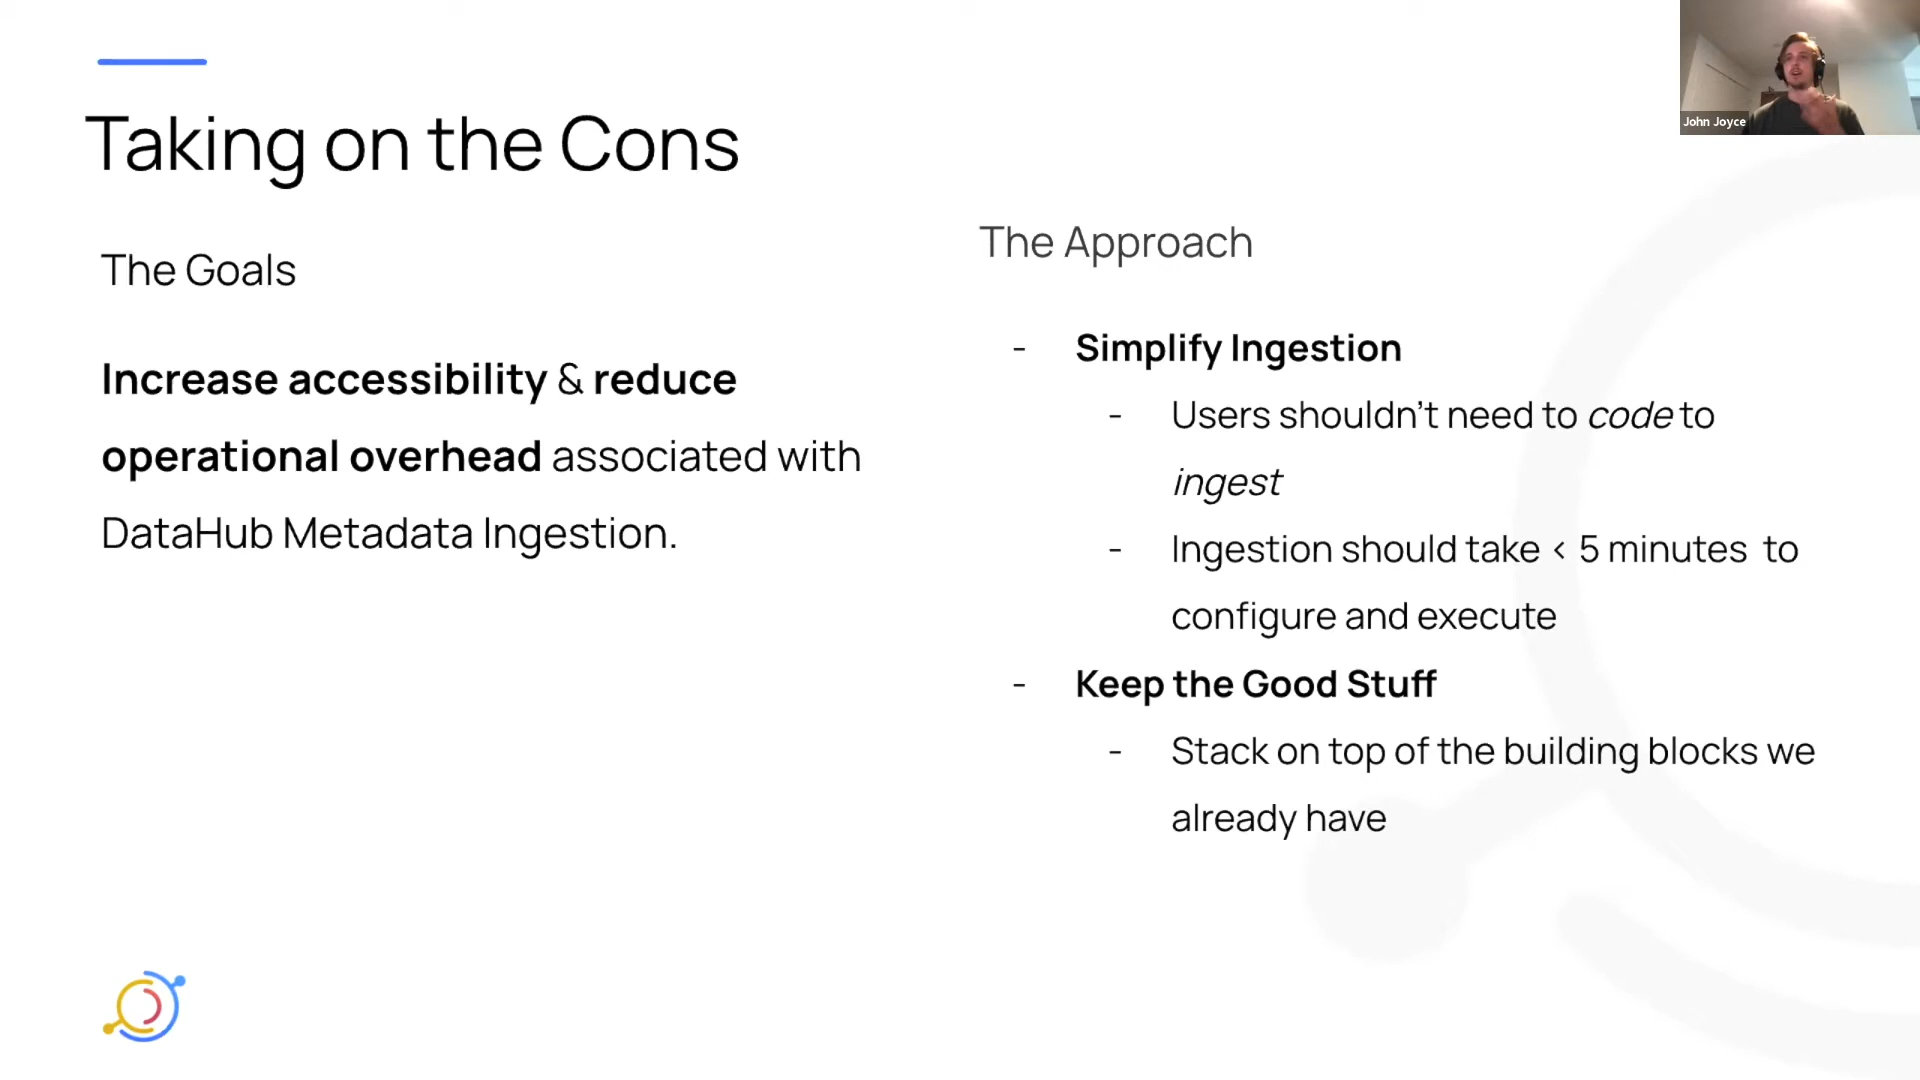 Taking on the Cons
The Goals
Increase accessibility & reduce
operational overhead associated with
DataHub Metadata Ingestion.
The Approach
- Simplify Ingestion
- Users shouldn't need to code to
ingest
- Ingestion should take < 5 minutes to
configure and execute
- Keep the Good Stuff
- Stack on top of the building blocks we
already have
John Joyce